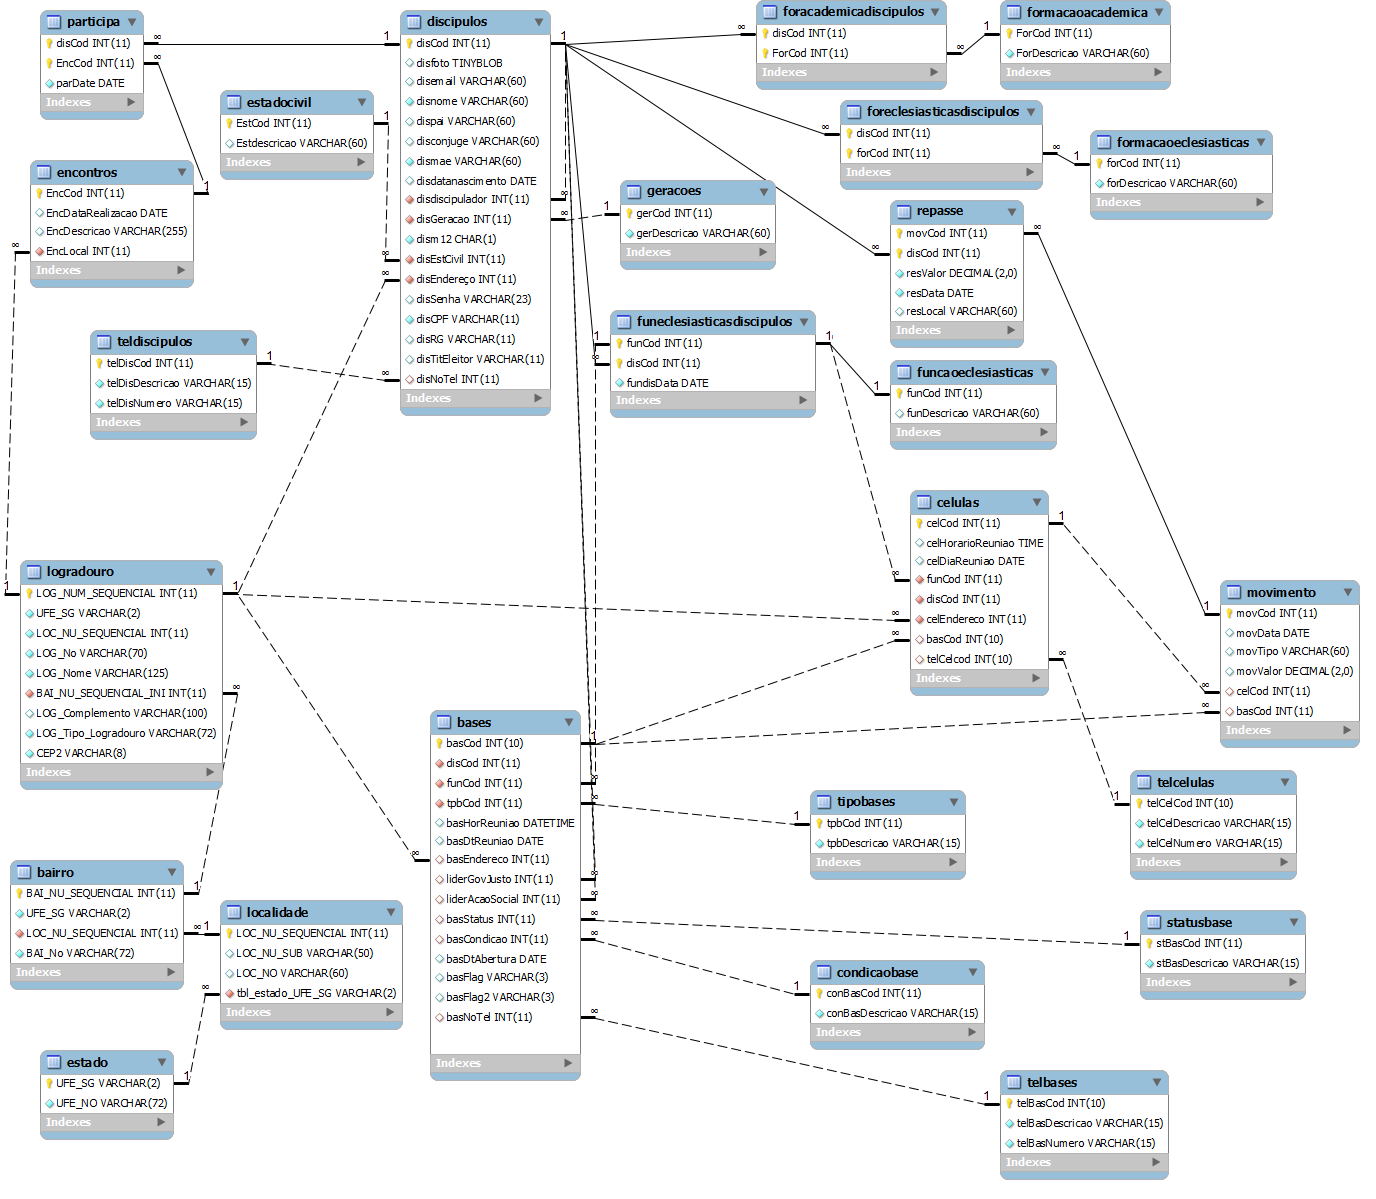 participa
disCod INT(11)
EncCod INT(11)
parDate DATE
Indexes
discipulos
disCod INT(11)
disfoto TINYBLOB
disemail VARCHAR(60)
disnome VARCHAR(60)
dispai VARCHAR(60)
disconjuge VARCHAR(60)
dismae VARCHAR(60)
disdatanascimento DATE
disdiscipulador INT(11)
disGeracao INT(11)
dism12 CHAR(1)
disEstCivil INT(11)
disEndereço INT(11)
disSenha VARCHAR(23)
disCPF VARCHAR(11)
disRG VARCHAR(11)
disTitEleitor VARCHAR(11)
disNoTel INT(11)
Indexes
foracademicadiscipulos
disCod INT(11)
ForCod INT(11)
Indexes
formacaoacademica
ForCod INT(11)
ForDescricao VARCHAR(60)
Indexes
estadocivil
EstCod INT(11)
Estdescricao VARCHAR(60)
Indexes
foreclesiasticasdiscipulos
disCod INT(11)
forCod INT(11)
Indexes
formacaoeclesiasticas
forCod INT(11)
forDescricao VARCHAR(60)
Indexes
encontros
EncCod INT(11)
EncDataRealizacao DATE
EncDescricao VARCHAR(255)
EncLocal INT(11)
Indexes
geracoes
gerCod INT(11)
gerDescricao VARCHAR(60)
Indexes
repasse
movCod INT(11)
disCod INT(11)
resValor DECIMAL(2,0)
resData DATE
resLocal VARCHAR(60)
Indexes
teldiscipulos
telDisCod INT(11)
telDisDescricao VARCHAR(15)
telDisNumero VARCHAR(15)
Indexes
funeclesiasticasdiscipulos
funCod INT(11)
disCod INT(11)
fundisData DATE
Indexes
funcaoeclesiasticas
funCod INT(11)
funDescricao VARCHAR(60)
Indexes
celulas
celCod INT(11)
celHorarioReuniao TIME
celDiaReuniao DATE
funCod INT(11)
disCod INT(11)
celEndereco INT(11)
basCod INT(10)
telCelcod INT(10)
Indexes
logradouro
LOG_NUM_SEQUENCIAL INT(11)
UFE_SG VARCHAR(2)
LOC_NU_SEQUENCIAL INT(11)
LOG_No VARCHAR(70)
LOG_Nome VARCHAR(125)
BAI_NU_SEQUENCIAL_INI INT(11)
LOG_Complemento VARCHAR(100)
LOG_Tipo_Logradouro VARCHAR(72)
CEP2 VARCHAR(8)
Indexes
movimento
movCod INT(11)
movData DATE
movTipo VARCHAR(60)
movValor DECIMAL(2,0)
celCod INT(11)
basCod INT(11)
Indexes
bases
basCod INT(10)
disCod INT(11)
funCod INT(11)
tpbCod INT(11)
basHorReuniao DATETIME
basDtReuniao DATE
basEndereco INT(11)
liderGovJusto INT(11)
liderAcaoSocial INT(11)
basStatus INT(11)
basCondicao INT(11)
basDtAbertura DATE
basFlag VARCHAR(3)
basFlag2 VARCHAR(3)
basNoTel INT(11)
Indexes
tipobases
tpbCod INT(11)
tpbDescricao VARCHAR(15)
Indexes
telcelulas
telCelCod INT(10)
telCelDescricao VARCHAR(15)
telCelNumero VARCHAR(15)
Indexes
bairro
BAI_NU_SEQUENCIAL INT(11)
UFE_SG VARCHAR(2)
LOC_NU_SEQUENCIAL INT(11)
BAI_No VARCHAR(72)
Indexes
localidade
LOC_NU_SEQUENCIAL INT(11)
LOC_NU_SUB VARCHAR(50)
LOC_NO VARCHAR(60)
tbl_estado_UFE_SG VARCHAR(2)
Indexes
statusbase
stBasCod INT(11)
stBasDescricao VARCHAR(15)
Indexes
condicaobase
conBasCod INT(11)
conBasDescricao VARCHAR(15)
Indexes
estado
UFE_SG VARCHAR(2)
UFE_NO VARCHAR(72)
Indexes
telbases
telBasCod INT(10)
telBasDescricao VARCHAR(15)
telBasNumero VARCHAR(15)
Indexes